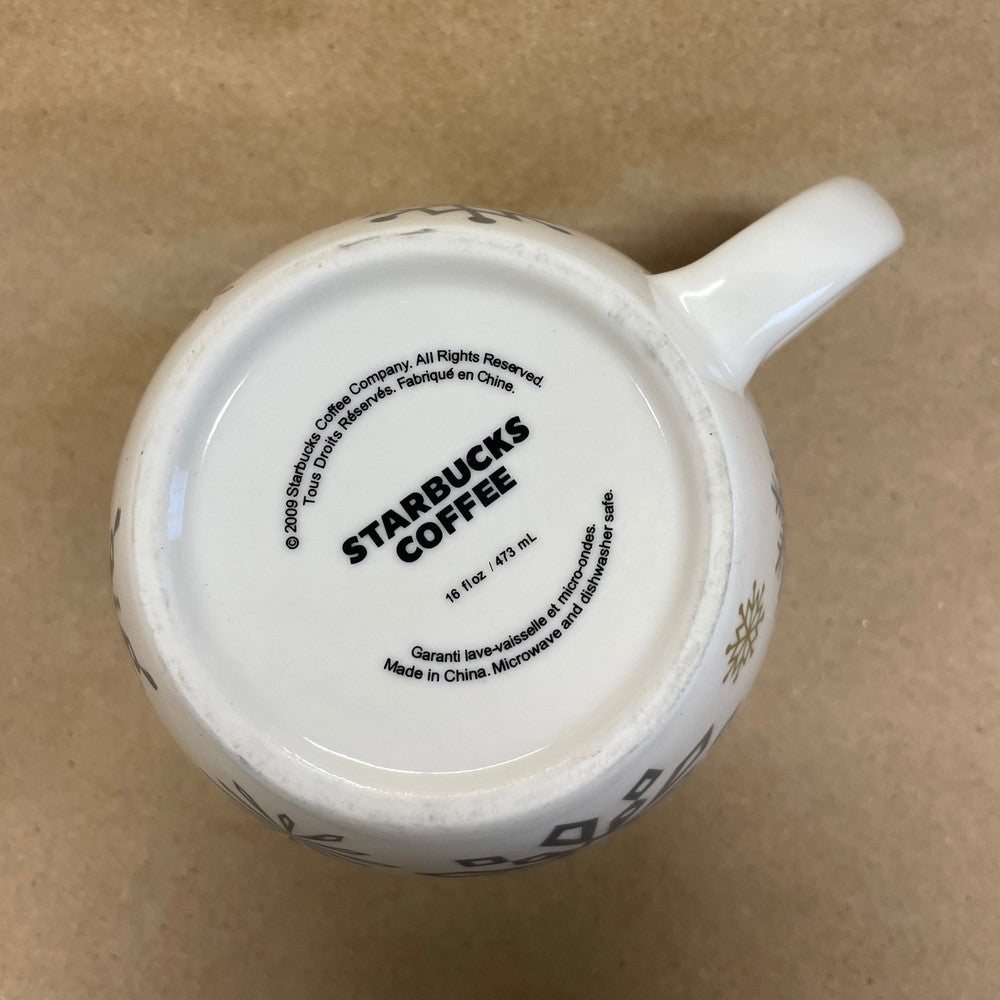 © 2009 Starbucks Coffee Company. All Rights Reserved.
Tous Droits Réservés. Fabriqué en Chine.
STARBUCKS
COFFEE
16 fl oz / 473 mL
Garanti lave-vaisselle et micro-ondes.
Made in China. Microwave and dishwasher safe.